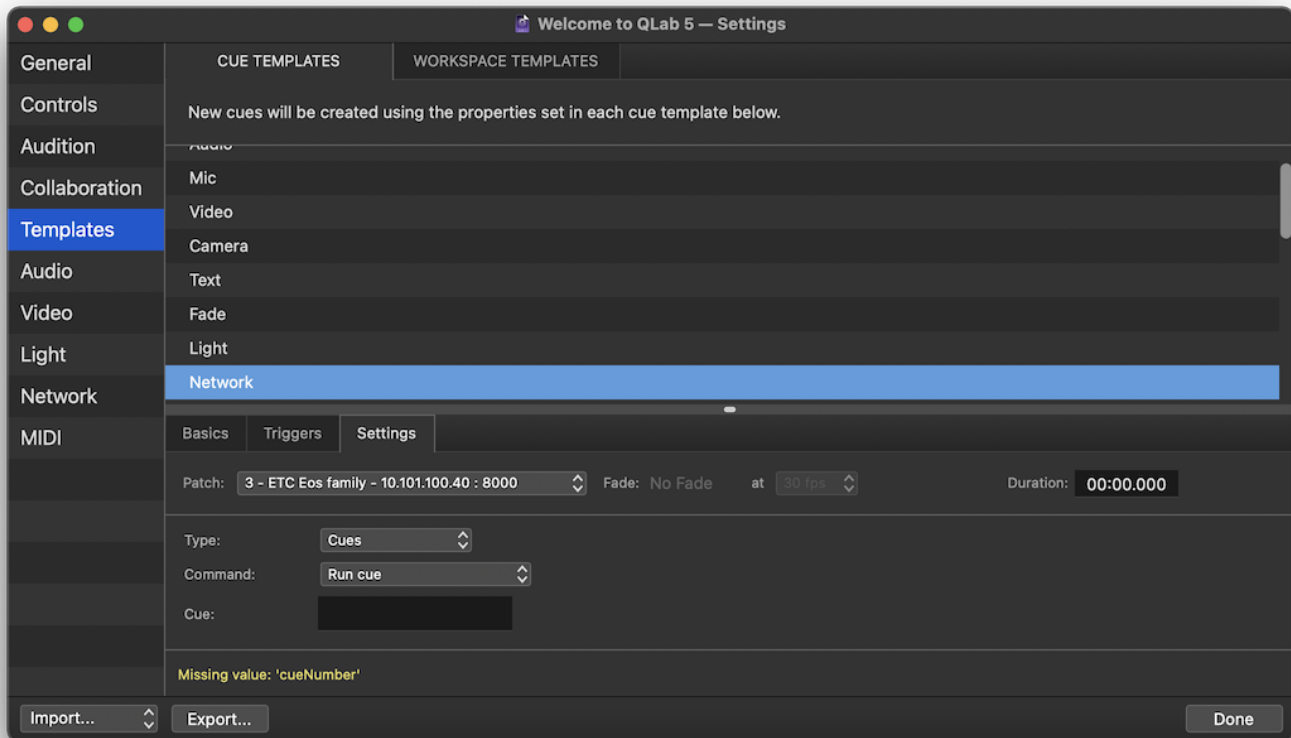 Welcome to QLab 5 — Settings
General
Controls
Audition
Collaboration
Templates
Audio
Video
Light
Network
MIDI
CUE TEMPLATES
WORKSPACE TEMPLATES
New cues will be created using the properties set in each cue template below.
Audio
Mic
Video
Camera
Text
Fade
Light
Network
Basics Triggers Settings
Patch: 3 - ETC Eos family - 10.101.100.40 : 8000 Fade: No Fade at 30 fps Duration: 00:00.000
Type: Cues
Command: Run cue
Cue:
Missing value: 'cueNumber'
Import... Export... Done